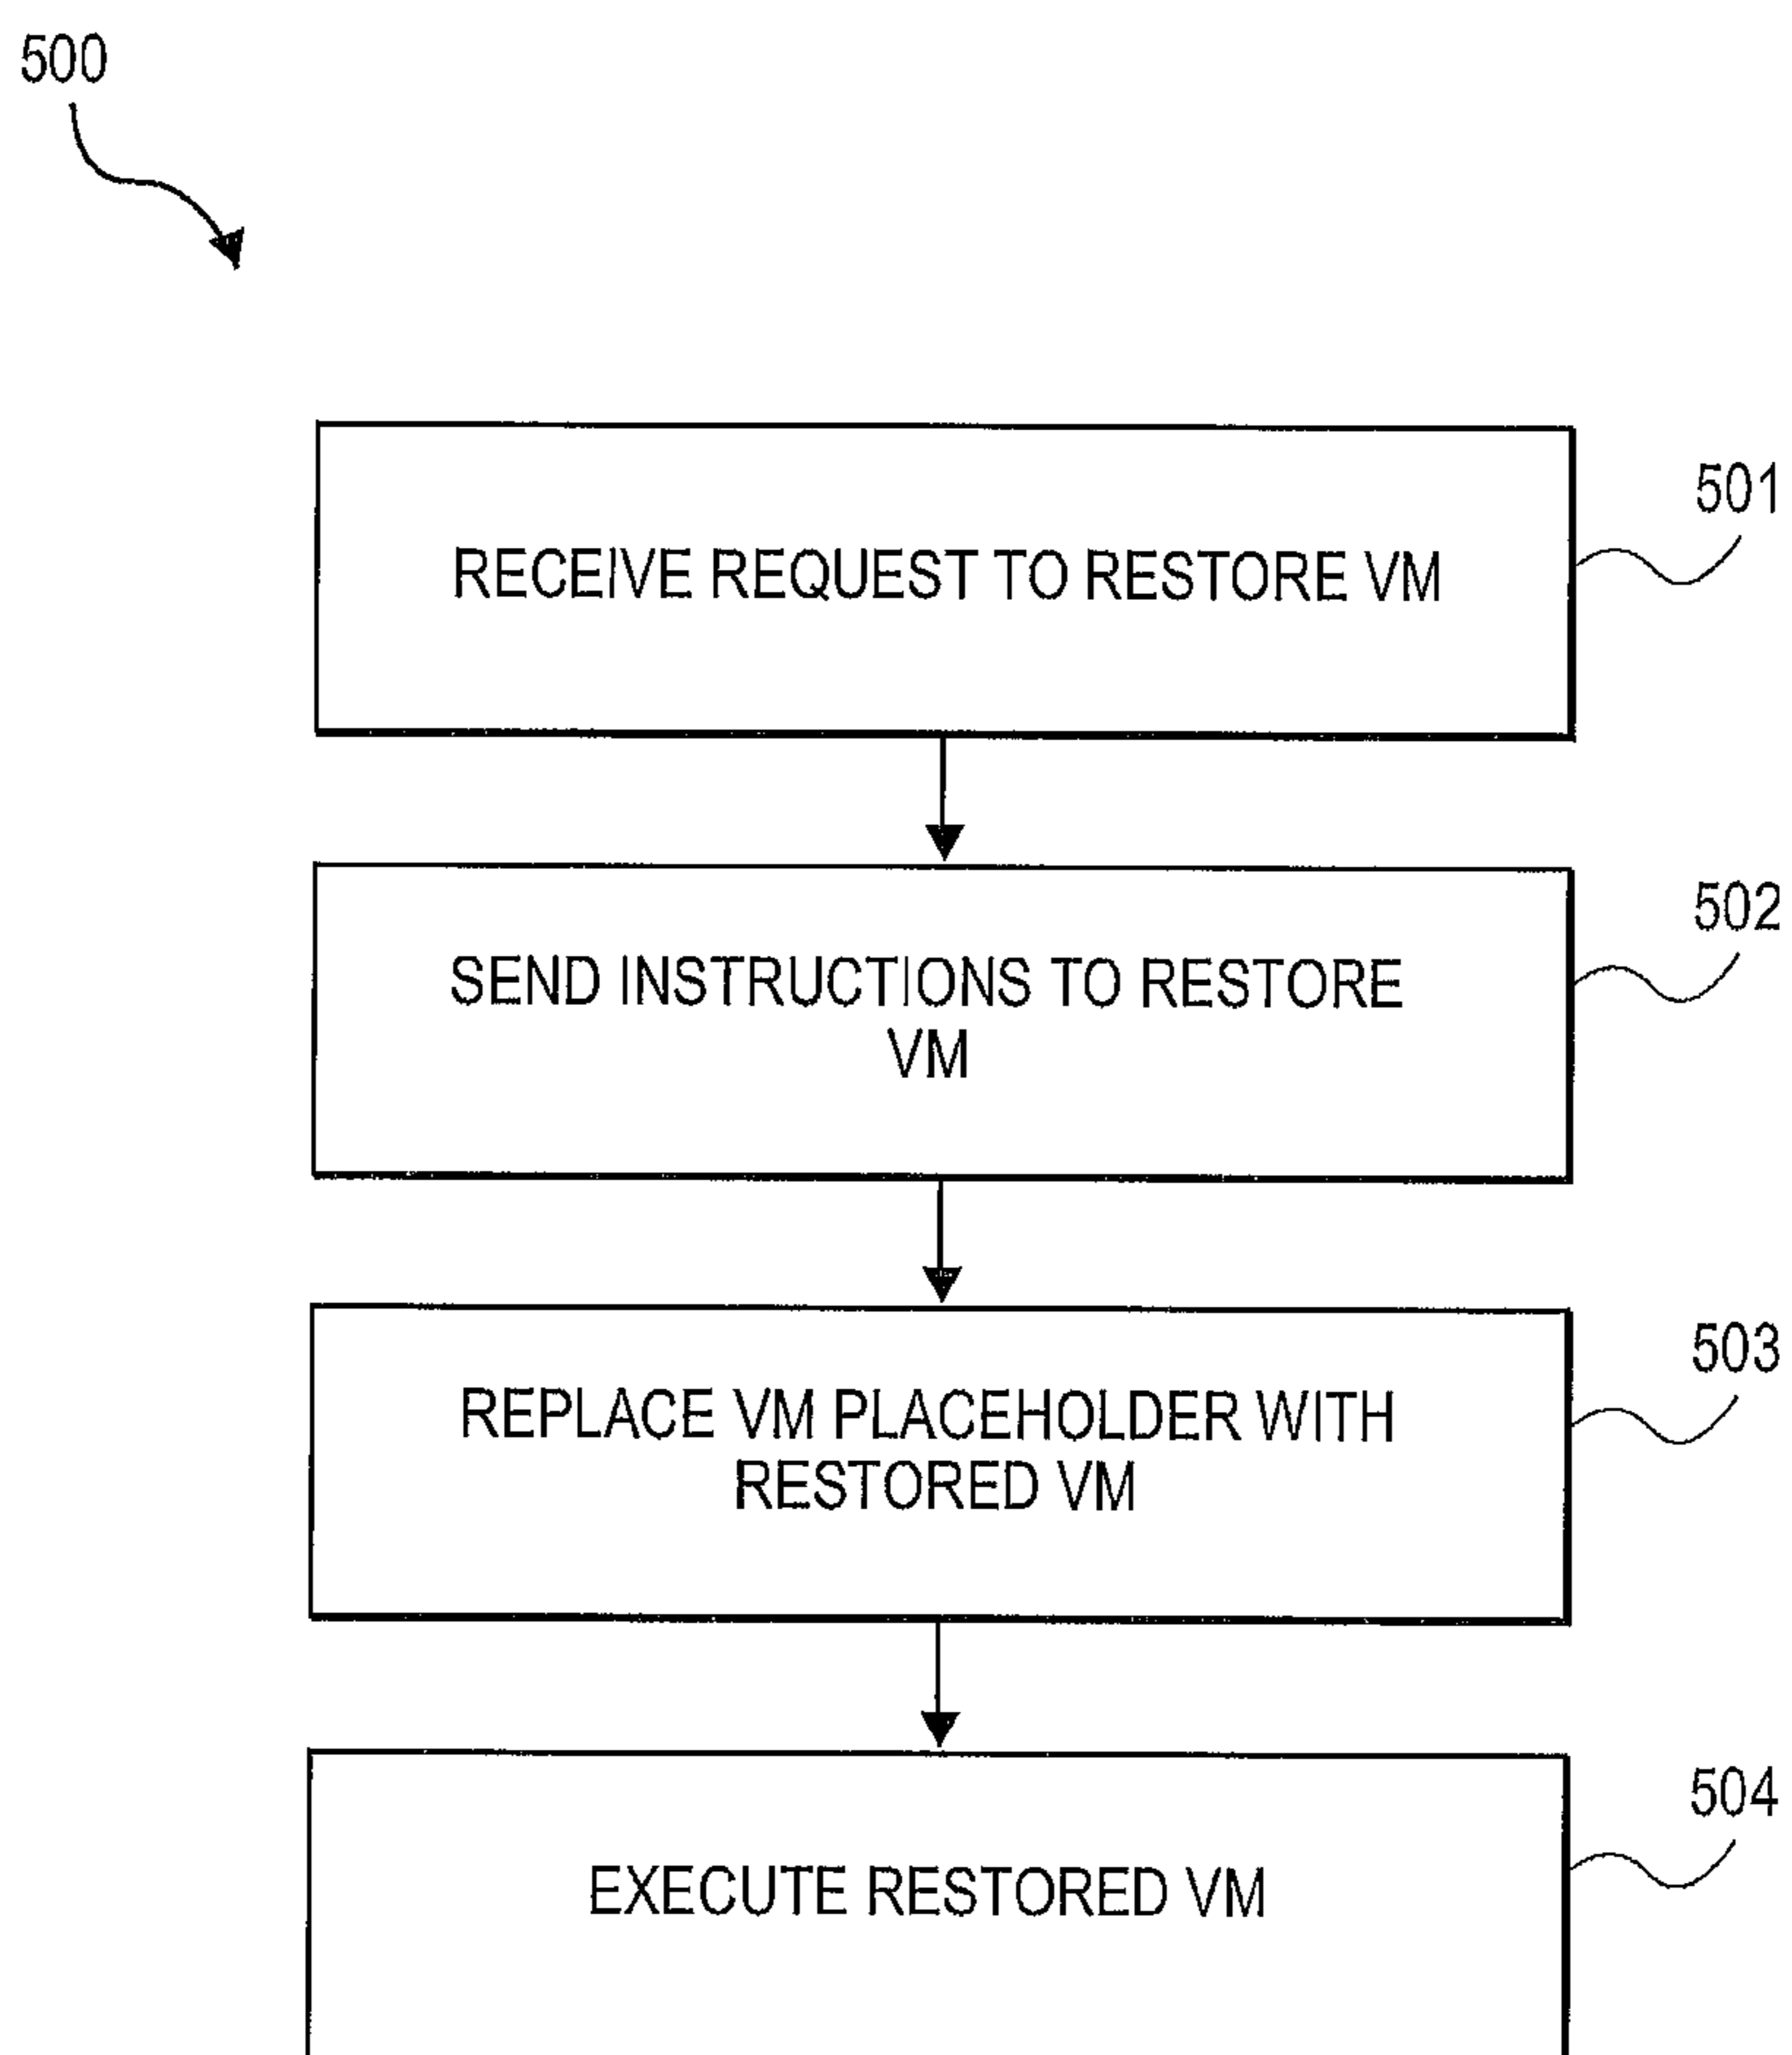 500
501
RECEIVE REQUEST TO RESTORE VM
502
SEND INSTRUCTIONS TO RESTORE
VM
503
REPLACE VM PLACEHOLDER WITH
RESTORED VM
504
EXECUTE RESTORED VM